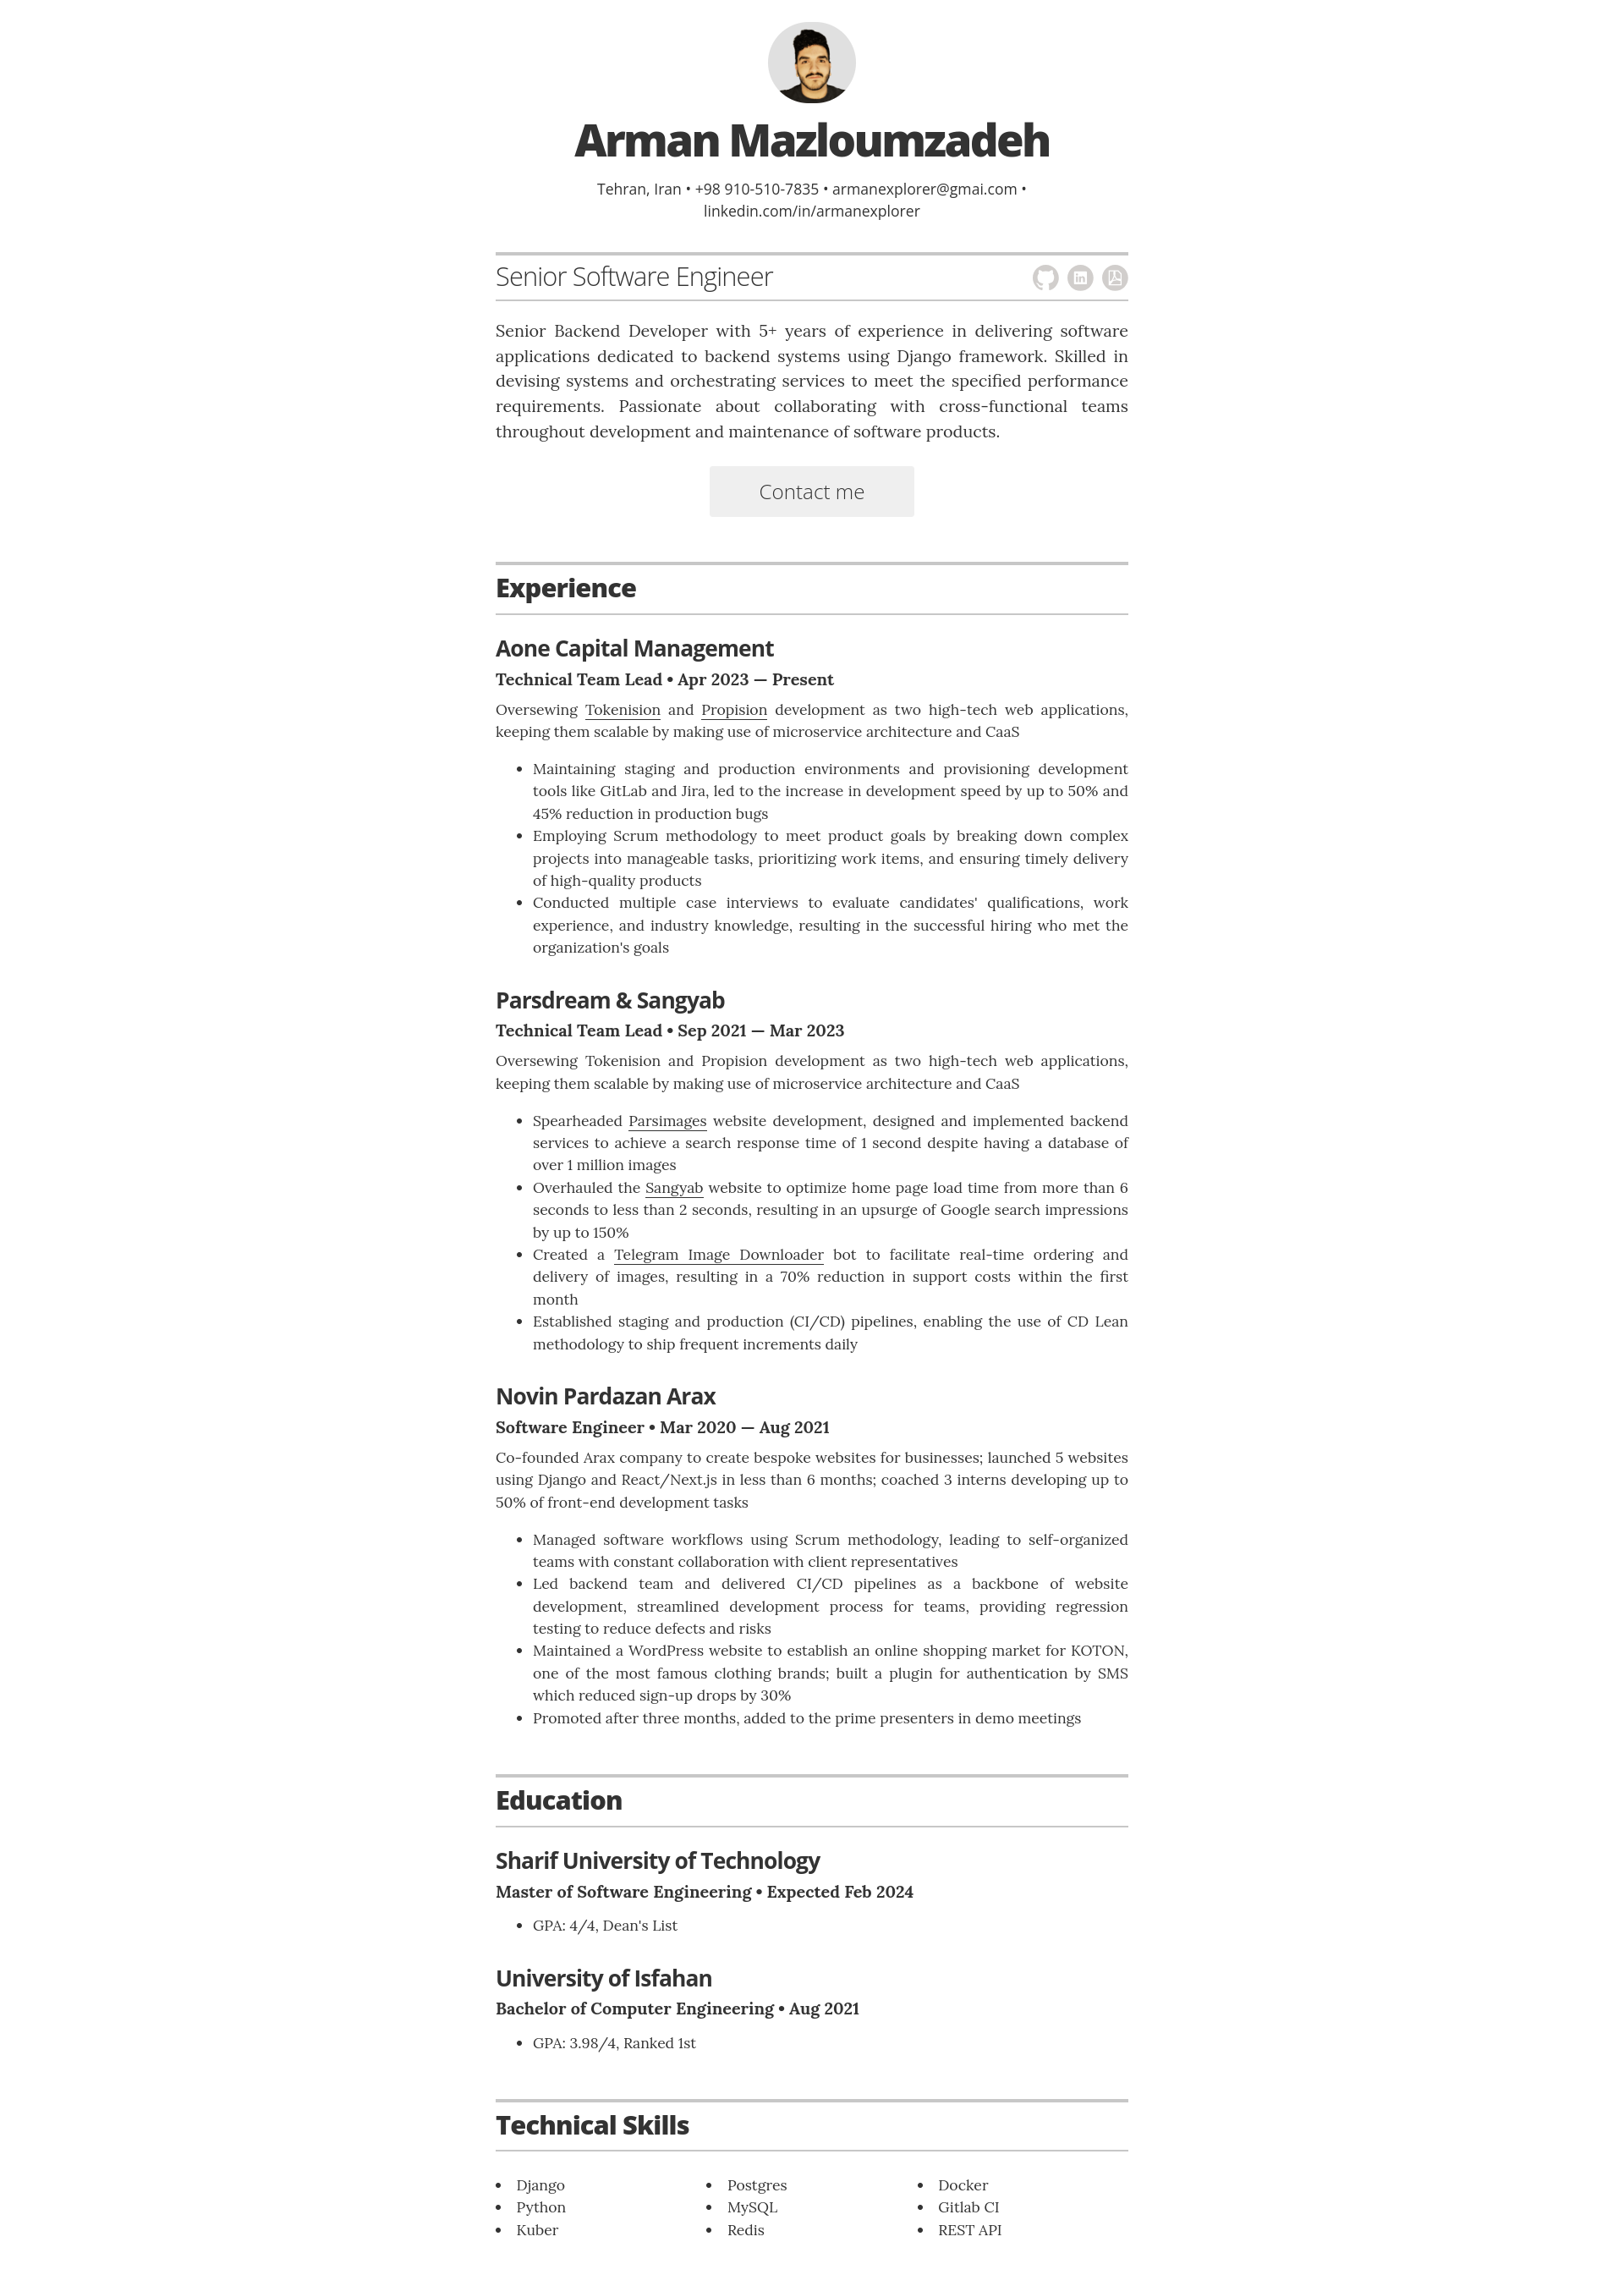 Arman Mazloumzadeh
Tehran, Iran • +98 910-510-7835 • armanexplorer@gmai.com •
linkedin.com/in/armanexplorer
Senior Software Engineer
Senior Backend Developer with 5+ years of experience in delivering software
applications dedicated to backend systems using Django framework. Skilled in
devising systems and orchestrating services to meet the specified performance
requirements. Passionate about collaborating with cross-functional teams
throughout development and maintenance of software products.
Contact me
Experience
Aone Capital Management
Technical Team Lead • Apr 2023 — Present
Oversewing Tokenision and Propision development as two high-tech web applications,
keeping them scalable by making use of microservice architecture and CaaS
• Maintaining staging and production environments and provisioning development
tools like GitLab and Jira, led to the increase in development speed by up to 50% and
45% reduction in production bugs
• Employing Scrum methodology to meet product goals by breaking down complex
projects into manageable tasks, prioritizing work items, and ensuring timely delivery
of high-quality products
• Conducted multiple case interviews to evaluate candidates' qualifications, work
experience, and industry knowledge, resulting in the successful hiring who met the
organization's goals
Parsdream & Sangyab
Technical Team Lead • Sep 2021 — Mar 2023
Oversewing Tokenision and Propision development as two high-tech web applications,
keeping them scalable by making use of microservice architecture and CaaS
• Spearheaded Parsimages website development, designed and implemented backend
services to achieve a search response time of 1 second despite having a database of
over 1 million images
• Overhauled the Sangyab website to optimize home page load time from more than 6
seconds to less than 2 seconds, resulting in an upsurge of Google search impressions
by up to 150%
• Created a Telegram Image Downloader bot to facilitate real-time ordering and
delivery of images, resulting in a 70% reduction in support costs within the first
month
• Established staging and production (CI/CD) pipelines, enabling the use of CD Lean
methodology to ship frequent increments daily
Novin Pardazan Arax
Software Engineer • Mar 2020 — Aug 2021
Co-founded Arax company to create bespoke websites for businesses; launched 5 websites
using Django and React/Next.js in less than 6 months; coached 3 interns developing up to
50% of front-end development tasks
• Managed software workflows using Scrum methodology, leading to self-organized
teams with constant collaboration with client representatives
• Led backend team and delivered CI/CD pipelines as a backbone of website
development, streamlined development process for teams, providing regression
testing to reduce defects and risks
• Maintained a WordPress website to establish an online shopping market for KOTON,
one of the most famous clothing brands; built a plugin for authentication by SMS
which reduced sign-up drops by 30%
• Promoted after three months, added to the prime presenters in demo meetings
Education
Sharif University of Technology
Master of Software Engineering • Expected Feb 2024
• GPA: 4/4, Dean's List
University of Isfahan
Bachelor of Computer Engineering • Aug 2021
• GPA: 3.98/4, Ranked 1st
Technical Skills
• Django
• Python
• Kuber
• Postgres
• MySQL
• Redis
• Docker
• Gitlab CI
• REST API